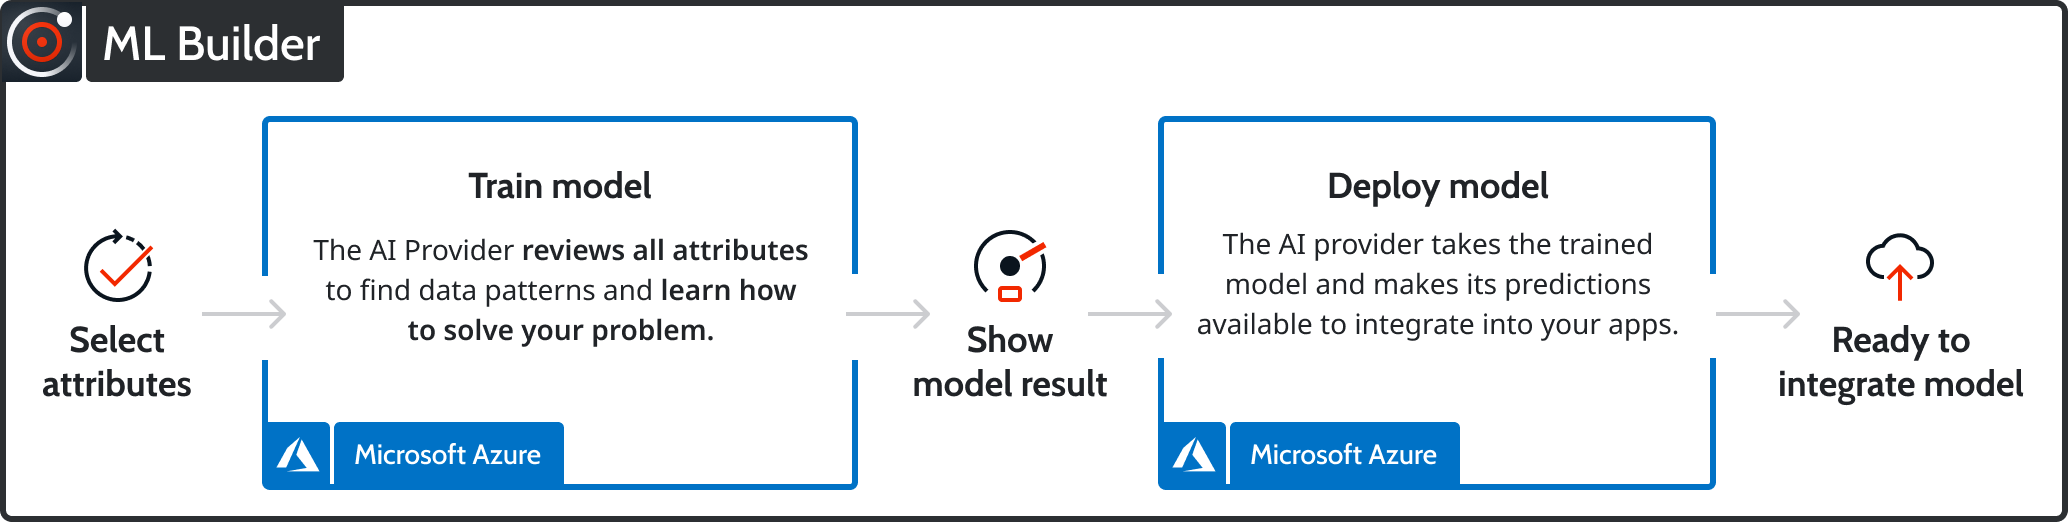 ML Builder
Select
attributes
Train model
The AI Provider reviews all attributes
to find data patterns and learn how
to solve your problem.
Microsoft Azure
Show
model result
Deploy model
The AI provider takes the trained
model and makes its predictions
available to integrate into your apps.
Microsoft Azure
Ready to
integrate model